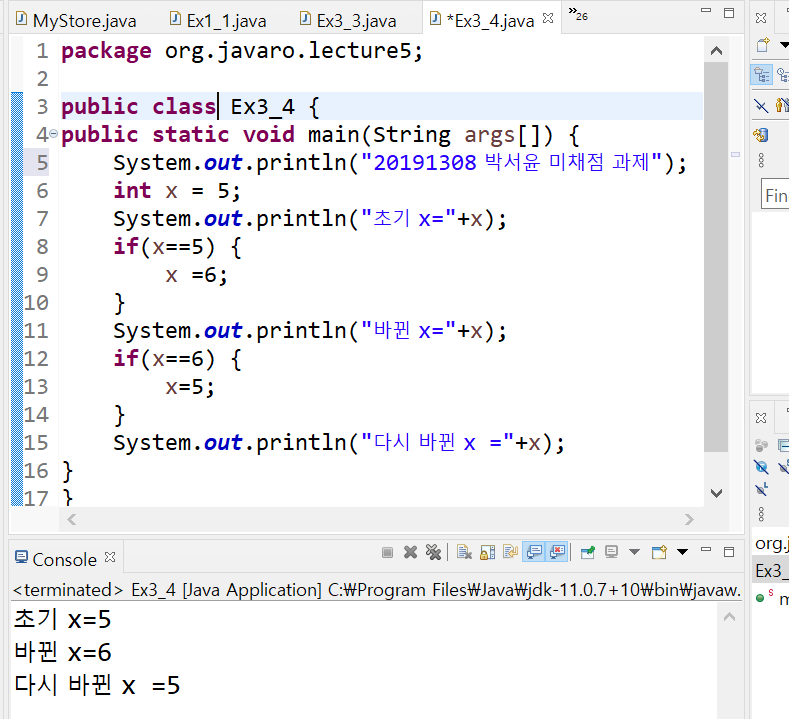 MyStore.java Ex1_1.java Ex3_3.java *Ex3_4.java »26
1 package org.javaro.lecture5;
2
3 public class Ex3_4 {
4 public static void main(String args[]) {
5 System.out.println("20191308 박서윤 미채점 과제");
6 int x = 5;
7 System.out.println("초기 x="+x);
8 if(x==5) {
9 x =6;
10 }
11 System.out.println("바뀐 x="+x);
12 if(x==6) {
13 x=5;
14 }
15 System.out.println("다시 바뀐 x ="+x);
16 }
17 }
Fin
Console
<terminated> Ex3_4 [Java Application] C:₩Program Files₩Java₩jdk-11.0.7+10₩bin₩javaw.
초기 x=5
바뀐 x=6
다시 바뀐 x =5
org.j
Ex3_